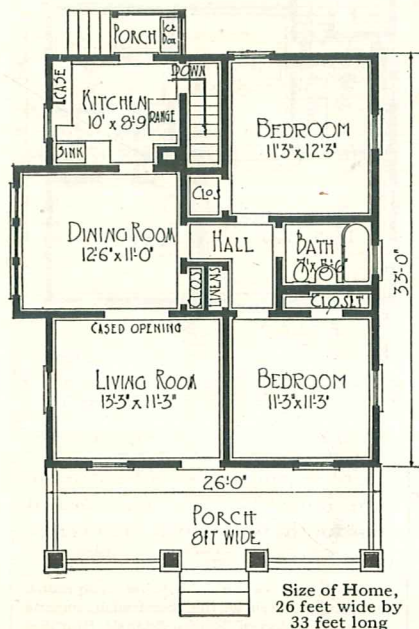 PORCH
ICE
BOX
DOWN
CASE
KITCHEN
10' x 8'-9
RANGE
SINK
BEDROOM
11'3" x 12'3"
CLOS
DINING ROOM
12'-6" x 11'-0"
HALL
BATH
CLOS
LINENS
CLOSET
33'-0"
CASED OPENING
LIVING ROOM
13'-3" x 11'-3"
BEDROOM
11'-3 x 11'-3
26'-0"
PORCH
8FT WIDE
Size of Home,
26 feet wide by
33 feet long